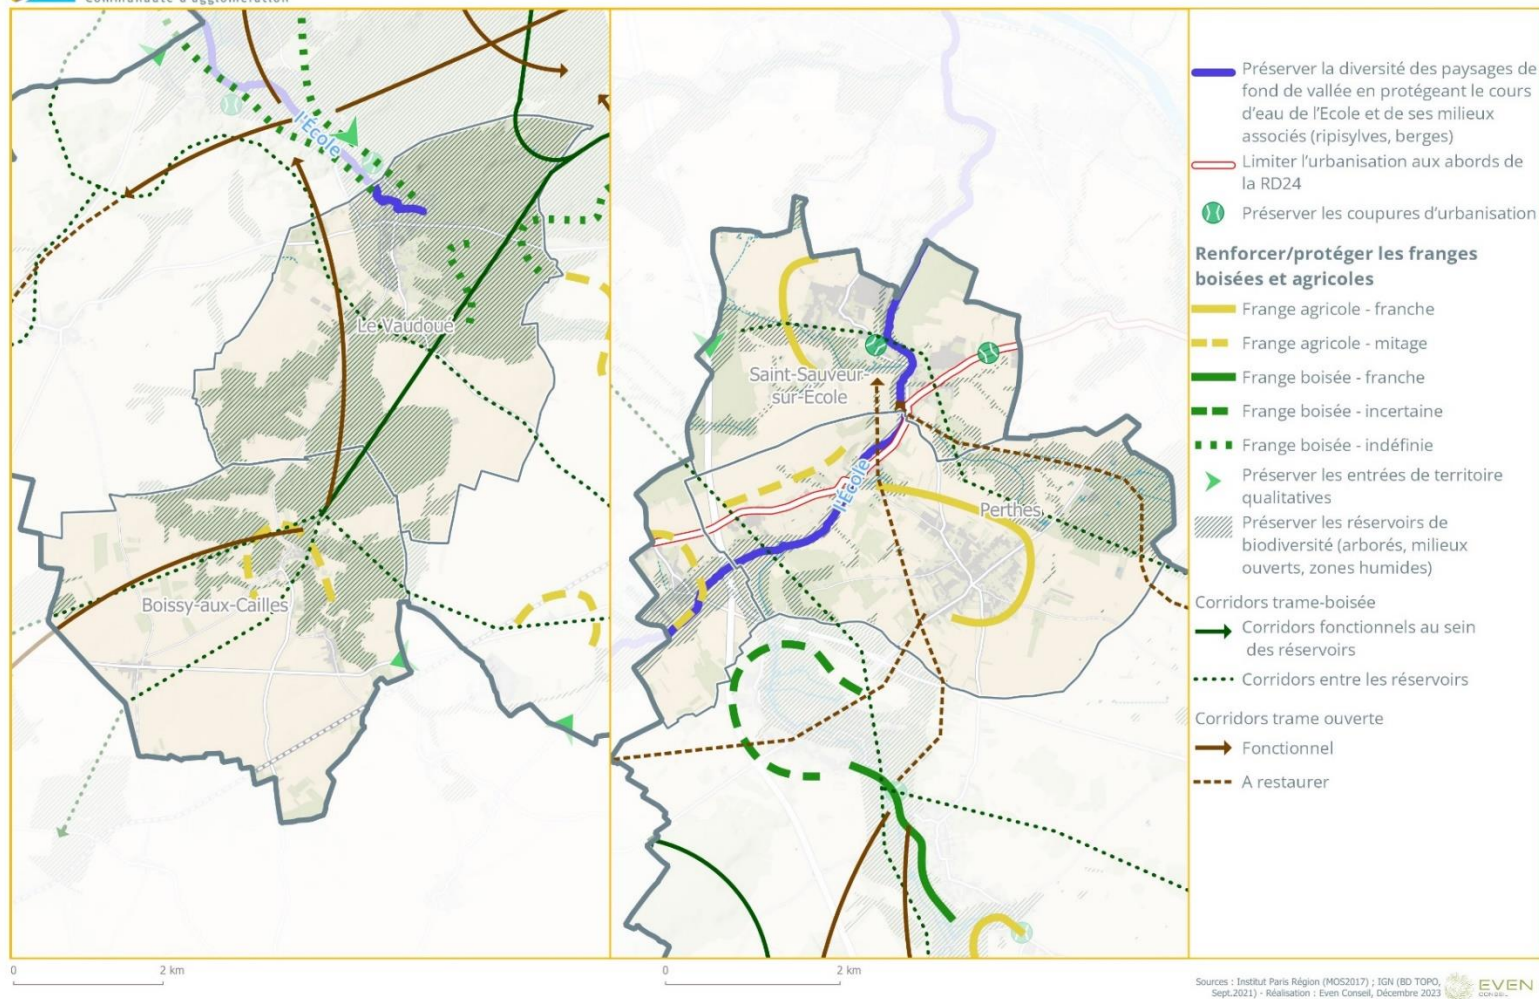 Communauté d'agglomération
l'École
Le Vaudoué
Boissy-aux-Cailles
Saint-Sauveur-
sur-École
l'École
Perthes
Préserver la diversité des paysages de
fond de vallée en protégeant le cours
d'eau de l'Ecole et de ses milieux
associés (ripisylves, berges)
Limiter l'urbanisation aux abords de
la RD24
Préserver les coupures d'urbanisation
Renforcer/protéger les franges
boisées et agricoles
Frange agricole - franche
Frange agricole - mitage
Frange boisée - franche
Frange boisée - incertaine
Frange boisée - indéfinie
Préserver les entrées de territoire
qualitatives
Préserver les réservoirs de
biodiversité (arborés, milieux
ouverts, zones humides)
Corridors trame-boisée
Corridors fonctionnels au sein
des réservoirs
Corridors entre les réservoirs
Corridors trame ouverte
Fonctionnel
A restaurer
0 2 km
0 2 km
Sources : Institut Paris Région (MOS2017) ; IGN (BD TOPO,
Sept.2021) - Réalisation : Even Conseil, Décembre 2023
EVEN
CONSEIL